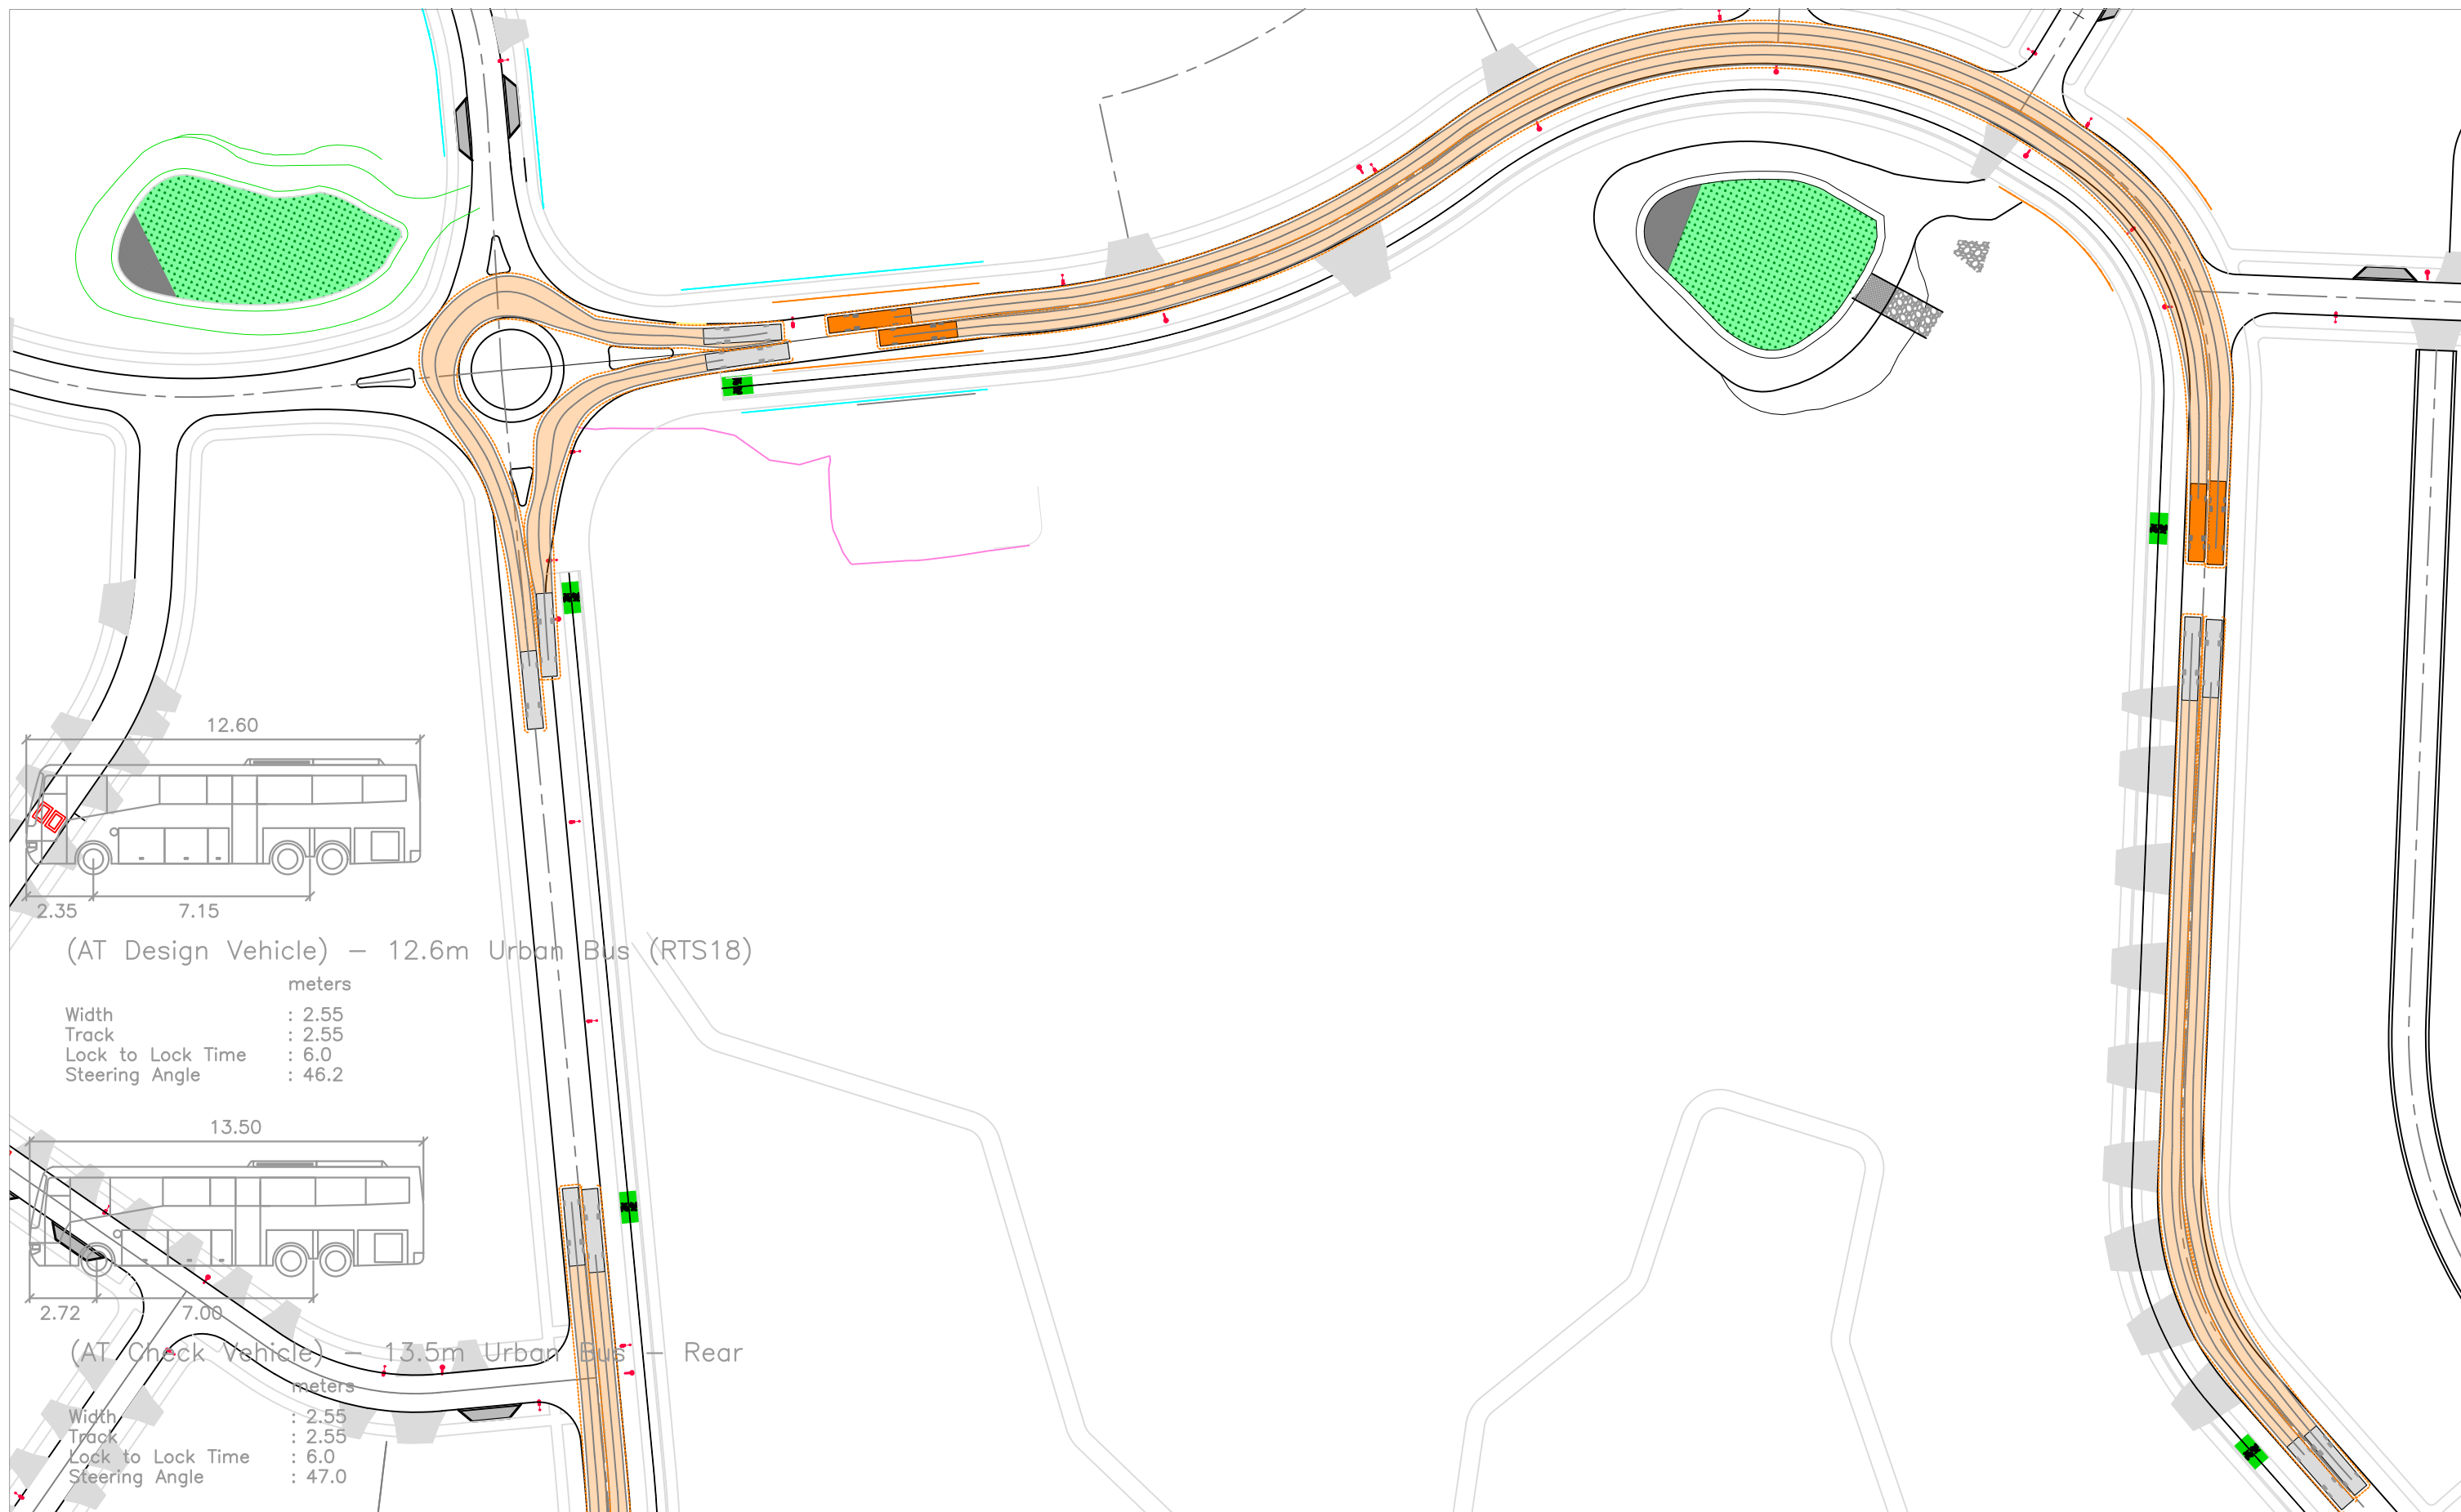 12.60
2.35 7.15
(AT Design Vehicle) - 12.6m Urban Bus (RTS18)
meters
Width : 2.55
Track : 2.55
Lock to Lock Time : 6.0
Steering Angle : 46.2
13.50
2.72 7.00
(AT Check Vehicle) - 13.5m Urban Bus - Rear
meters
Width : 2.55
Track : 2.55
Lock to Lock Time : 6.0
Steering Angle : 47.0